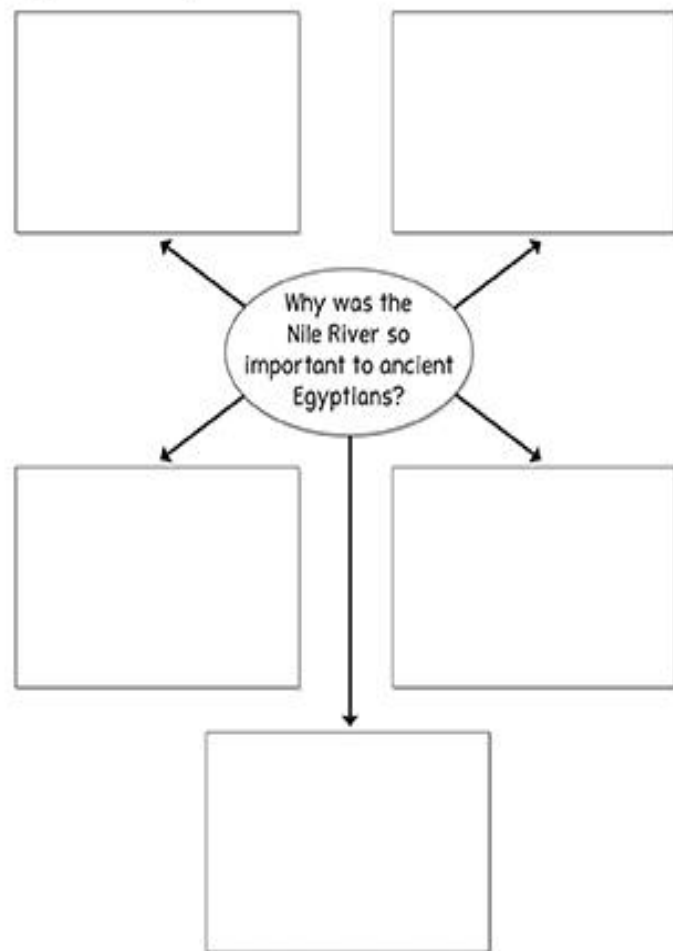 Why was the
Nile River so
important to ancient
Egyptians?